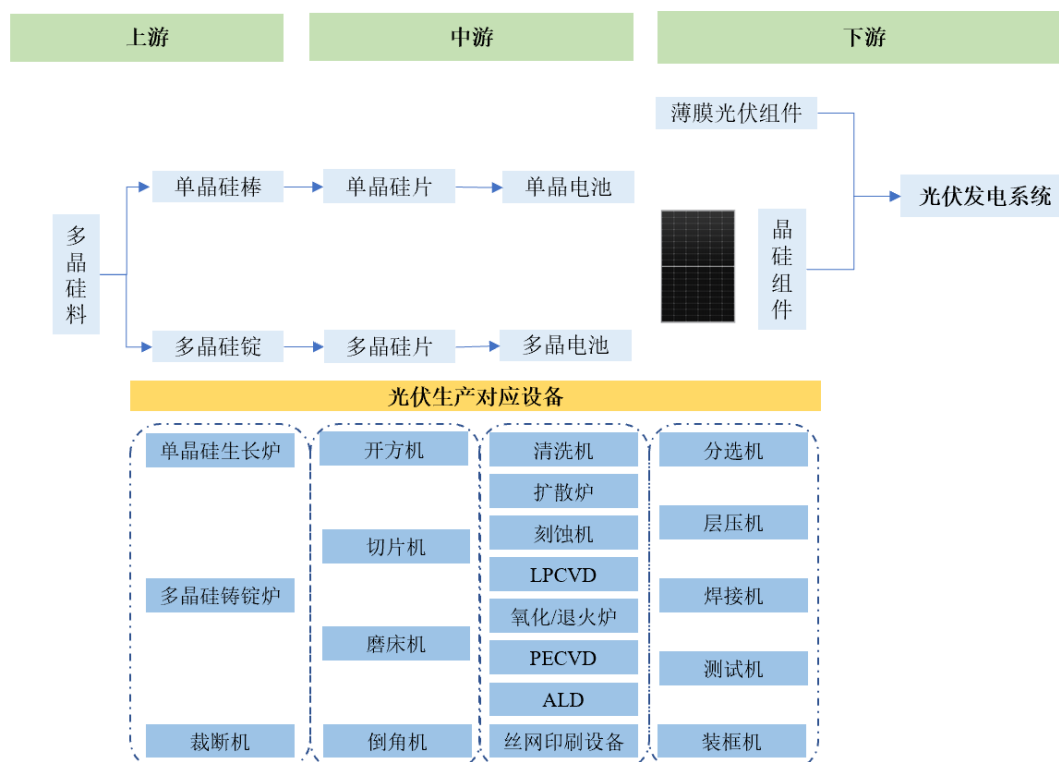 上游
中游
下游
薄膜光伏组件
单晶硅棒
单晶硅片
单晶电池
光伏发电系统
多晶硅料
晶硅组件
多晶硅锭
多晶硅片
多晶电池
光伏生产对应设备
单晶硅生长炉
多晶硅铸锭炉
裁断机
开方机
切片机
磨床机
倒角机
清洗机
扩散炉
刻蚀机
LPCVD
氧化/退火炉
PECVD
ALD
丝网印刷设备
分选机
层压机
焊接机
测试机
装框机